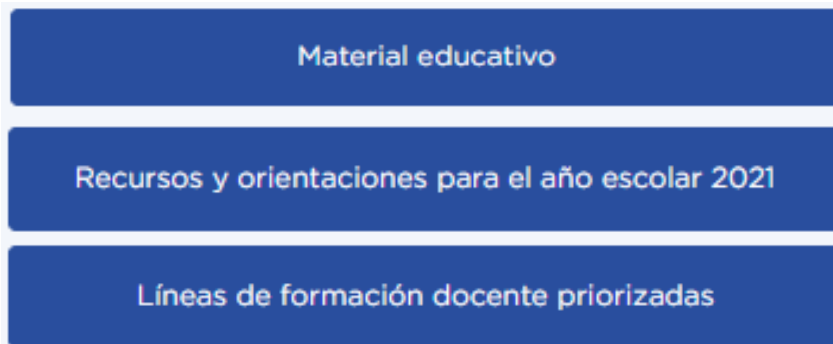 Material educativo
Recursos y orientaciones para el año escolar 2021
Líneas de formación docente priorizadas